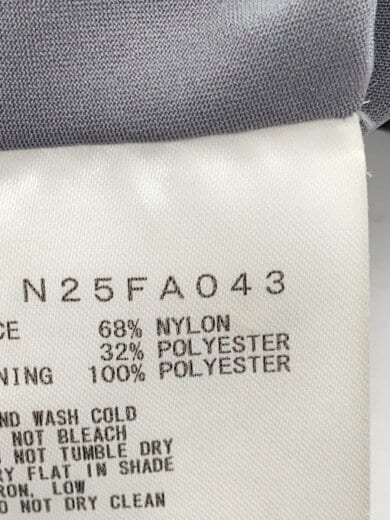 N25FA043
CE 68% NYLON
32% POLYESTER
NING 100% POLYESTER
ND WASH COLD
NOT BLEACH
NOT TUMBLE DRY
RY FLAT IN SHADE
RON, LOW
O NOT DRY CLEAN